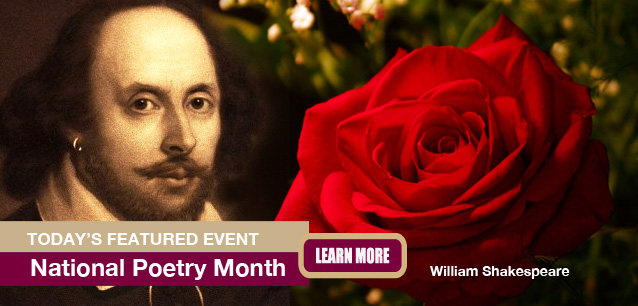 TODAY'S FEATURED EVENT
National Poetry Month
LEARN MORE
William Shakespeare